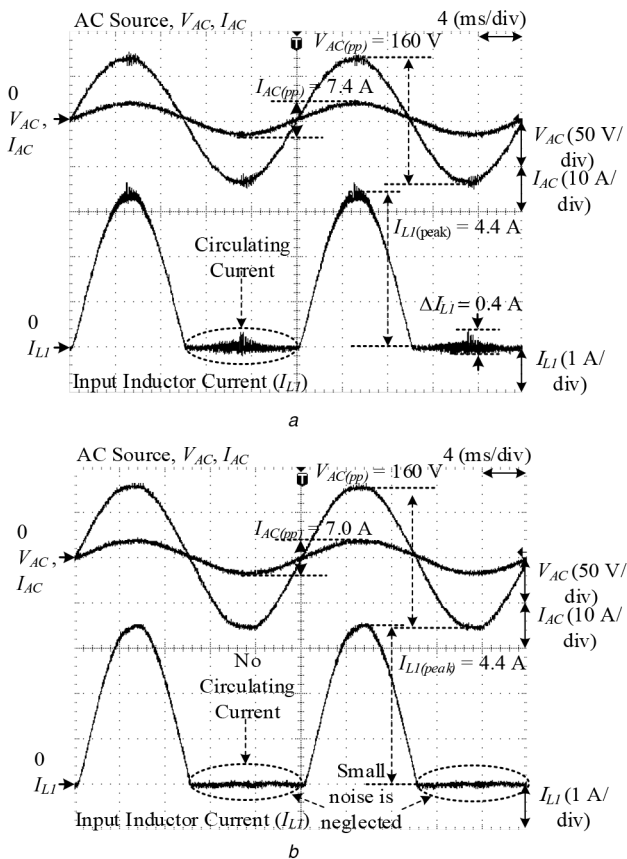 AC Source, VAC, IAC
4 (ms/div)
T
VAC(pp) = 160 V
IAC(pp) = 7.4 A
0
VAC,
IAC
VAC (50 V/
div)
IAC (10 A/
div)
Circulating
Current
IL1(peak) = 4.4 A
ΔIL1 = 0.4 A
0
IL1
IL1 (1 A/
div)
Input Inductor Current (IL1)
a
AC Source, VAC, IAC
4 (ms/div)
T
VAC(pp) = 160 V
IAC(pp) = 7.0 A
0
VAC,
IAC
VAC (50 V/
div)
IAC (10 A/
div)
No
Circulating
Current
IL1(peak) = 4.4 A
0
IL1
Small
noise is
neglected
IL1 (1 A/
div)
Input Inductor Current (IL1)
b